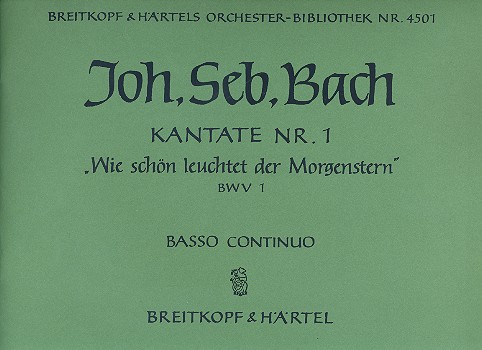 BREITKOPF & HÄRTELS ORCHESTER-BIBLIOTHEK NR. 4501
Joh. Seb. Bach
KANTATE NR. 1
„Wie schön leuchtet der Morgenstern"
BWV 1
BASSO CONTINUO
BREITKOPF & HÄRTEL